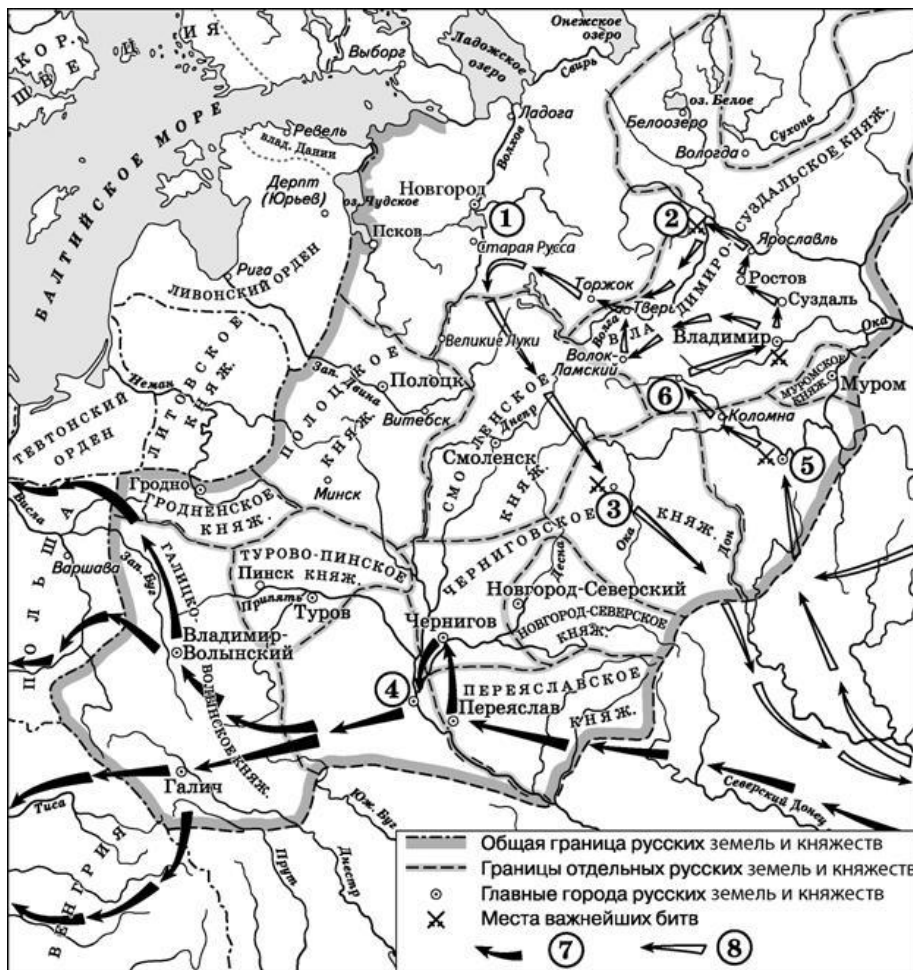 КОР.
ШВЕНИЯ
БАЛТИЙСКОЕ МОРЕ
Выборг
Ладожское озеро
Онежское озеро
Свирь
Ладога
Волхов
оз. Белое
Белоозеро
Вологда
Сухона
Ревель
влад. Дании
Дерпт
(Юрьев)
оз. Чудское
Новгород
1
Псков
Старая Русса
2
Ярославль
Ростов
Суздаль
ВЛАДИМИРО-СУЗДАЛЬСКОЕ КНЯЖ.
Рига
ЛИВОНСКИЙ ОРДЕН
Торжок
Тверь
Волга
Волок-
Ламский
Владимир
Ока
Великие Луки
ЛИТОВСКОЕ КНЯЖ.
Неман
ТЕВТОНСКИЙ
ОРДЕН
ПОЛОЦКОЕ КНЯЖ.
Зап. Двина
Полоцк
Витебск
МУРОМСКОЕ
КНЯЖ.
Муром
6
Коломна
5
СМОЛЕНСКОЕ КНЯЖ.
Днепр
Смоленск
Минск
Гродно
ГРОДНЕНСКОЕ
КНЯЖ.
Висла
Варшава
ПОЛЬША
Зап. Буг
3
ЧЕРНИГОВСКОЕ КНЯЖ.
Ока
Дон
Десна
ТУРОВО-ПИНСКОЕ
КНЯЖ.
Пинск
Припять
Туров
Новгород-Северский
НОВГОРОД-СЕВЕРСКОЕ
КНЯЖ.
Чернигов
Владимир-
Волынский
ГАЛИЦКО-ВОЛЫНСКОЕ КНЯЖ.
4
ПЕРЕЯСЛАВСКОЕ
КНЯЖ.
Переяслав
Северский Донец
Галич
Тиса
ВЕНГРИЯ
Юж. Буг
Прут
Днестр
Общая граница русских земель и княжеств
Границы отдельных русских земель и княжеств
Главные города русских земель и княжеств
Места важнейших битв
7
8